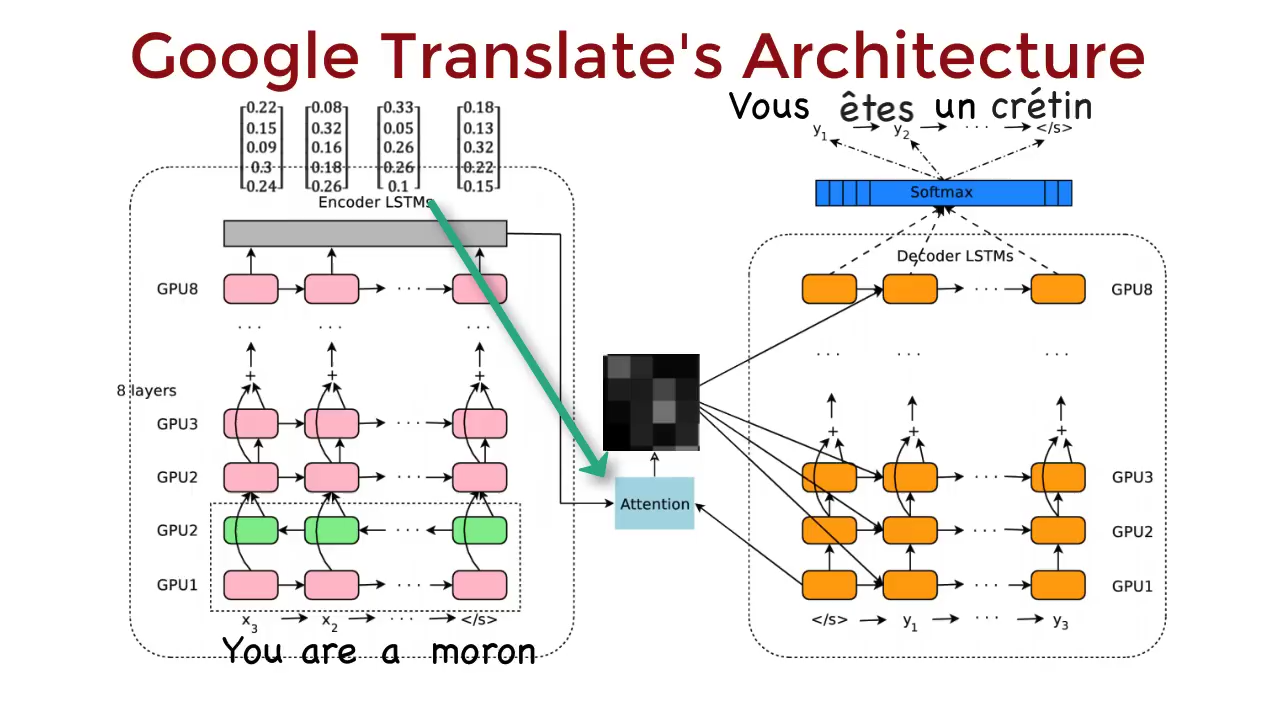 Google Translate's Architecture
Vous êtes un crétin
0.22 0.08 0.33 0.18
0.15 0.32 0.05 0.13
0.09 0.16 0.26 0.32
0.3 0.18 0.26 0.22
0.24 0.26 0.1 0.15
y1 y2 ··· </s>
Encoder LSTMs
Softmax
Decoder LSTMs
GPU8 ··· ··· GPU8
··· ··· ···
··· ··· ···
+ + +
8 layers
GPU3 ···
+ + +
GPU2 ··· ··· GPU3
Attention
GPU2 ··· ··· GPU2
GPU1 ··· ··· GPU1
x3 x2 ··· </s> </s> y1 ··· y3
You are a moron